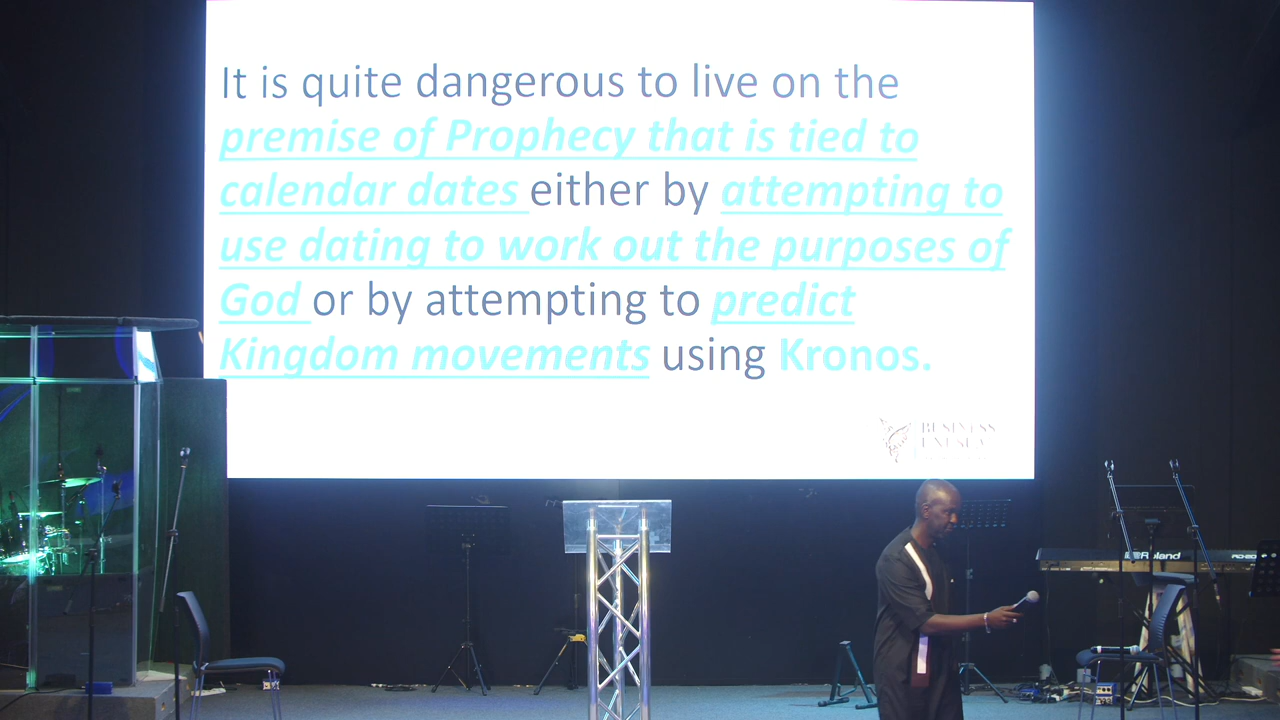 It is quite dangerous to live on the
premise of Prophecy that is tied to
calendar dates either by attempting to
use dating to work out the purposes of
God or by attempting to predict
Kingdom movements using Kronos.
BUSINESS
Roland